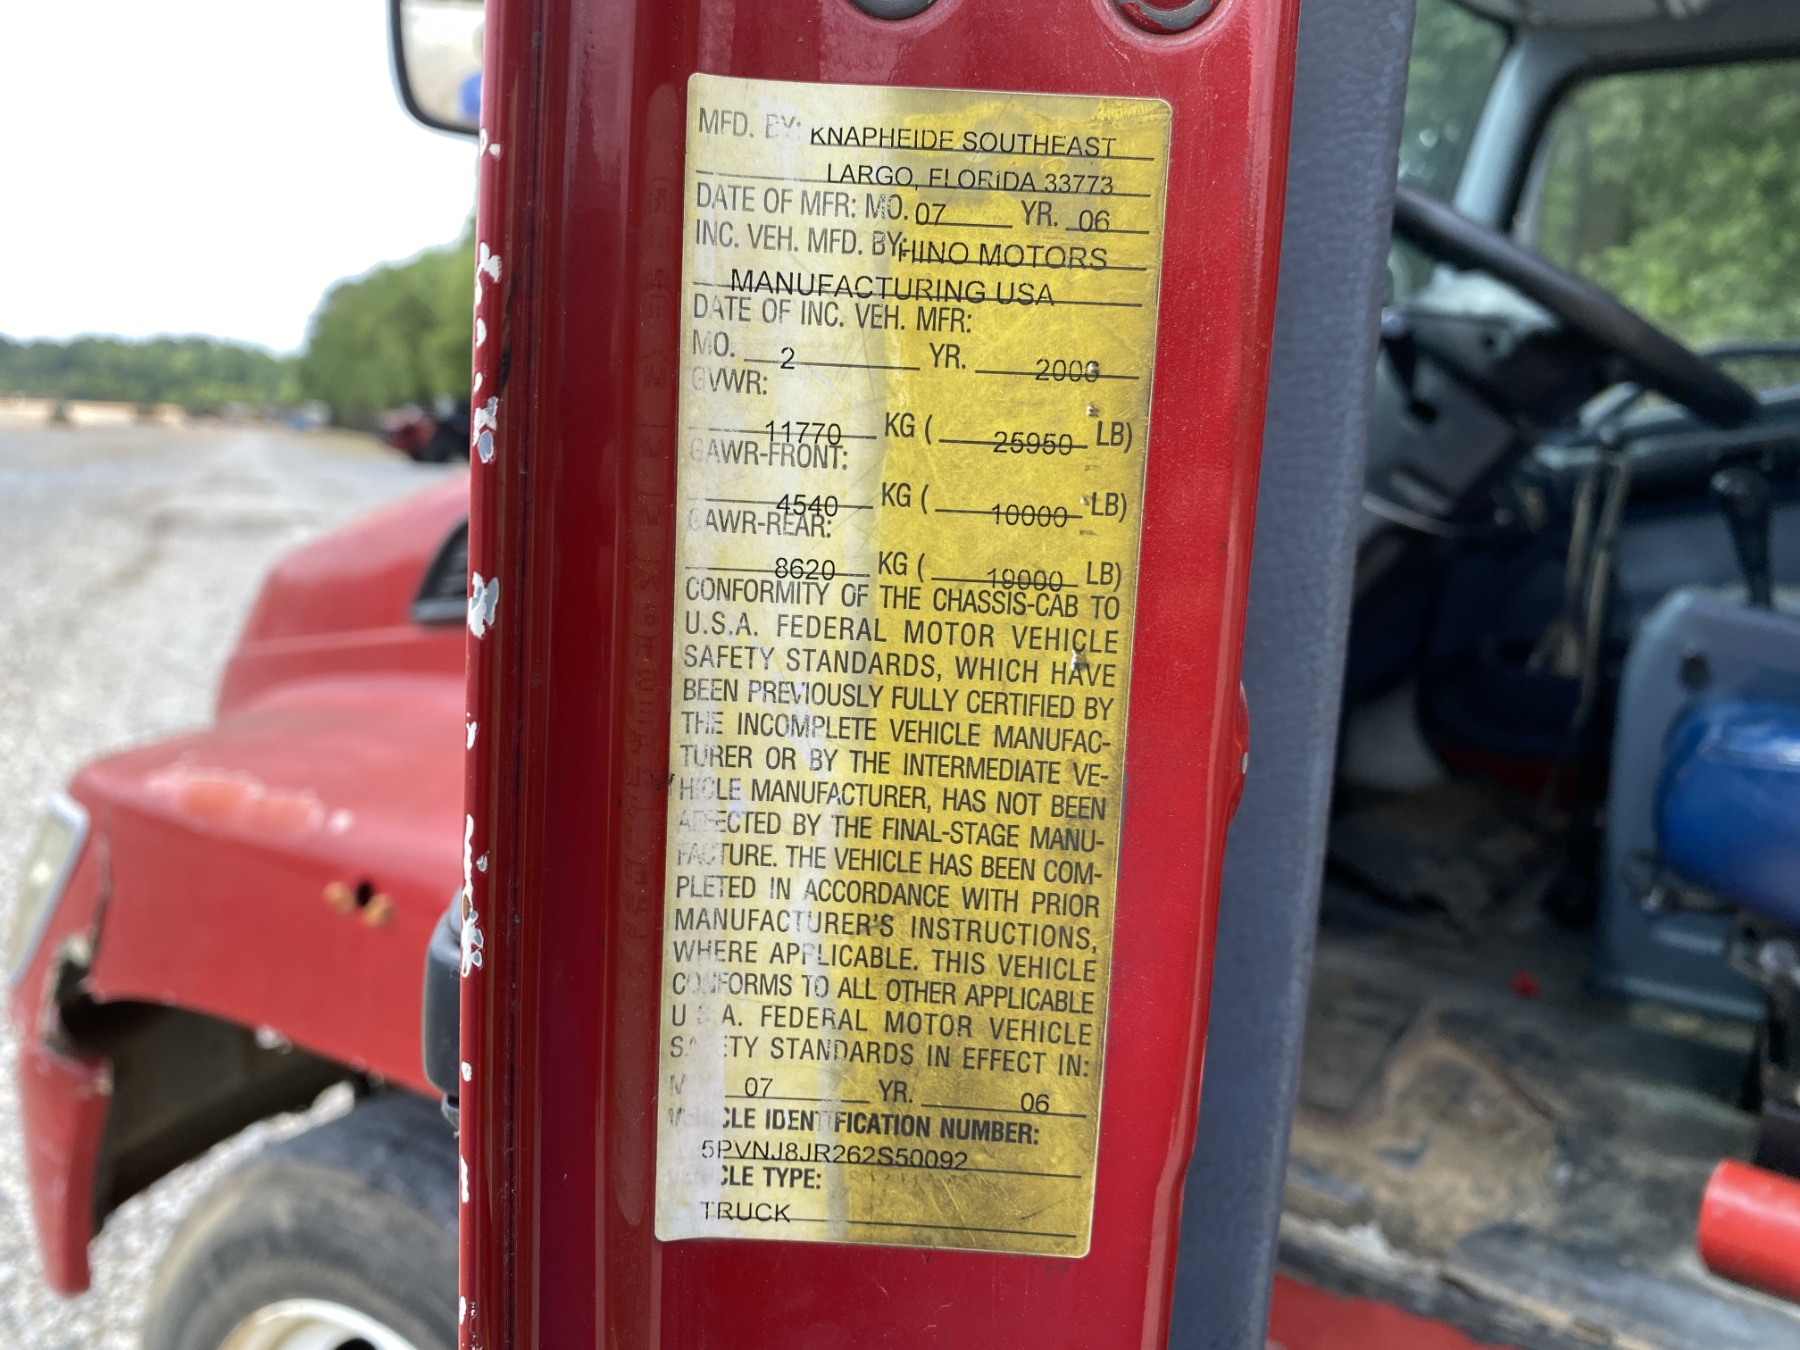 MFD. BY: KNAPHEIDE SOUTHEAST
LARGO, FLORIDA 33773
DATE OF MFR: MO. 07 YR. 06
INC. VEH. MFD. BY: HINO MOTORS
MANUFACTURING USA
DATE OF INC. VEH. MFR:
MO. 2 YR. 2006
GVWR:
11770 KG ( 25950 LB)
GAWR-FRONT:
4540 KG ( 10000 LB)
GAWR-REAR:
8620 KG ( 19000 LB)
CONFORMITY OF THE CHASSIS-CAB TO
U.S.A. FEDERAL MOTOR VEHICLE
SAFETY STANDARDS, WHICH HAVE
BEEN PREVIOUSLY FULLY CERTIFIED BY
THE INCOMPLETE VEHICLE MANUFAC-
TURER OR BY THE INTERMEDIATE VE-
HICLE MANUFACTURER, HAS NOT BEEN
AFFECTED BY THE FINAL-STAGE MANU-
FACTURE. THE VEHICLE HAS BEEN COM-
PLETED IN ACCORDANCE WITH PRIOR
MANUFACTURER'S INSTRUCTIONS,
WHERE APPLICABLE. THIS VEHICLE
CONFORMS TO ALL OTHER APPLICABLE
U.S.A. FEDERAL MOTOR VEHICLE
SAFETY STANDARDS IN EFFECT IN:
MO. 07 YR. 06
VEHICLE IDENTIFICATION NUMBER:
5PVNJ8JR262S50092
VEHICLE TYPE:
TRUCK